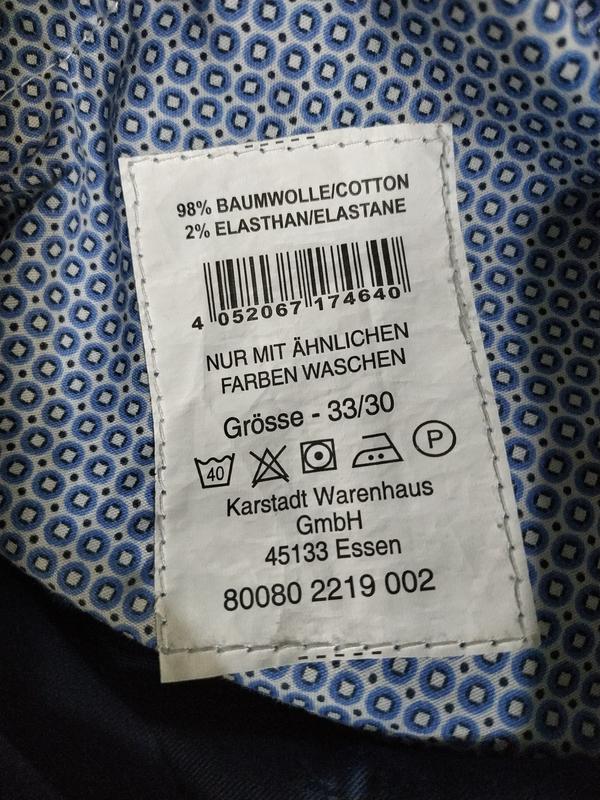 98% BAUMWOLLE/COTTON
2% ELASTHAN/ELASTANE
4 052067 174640
NUR MIT ÄHNLICHEN
FARBEN WASCHEN
Grösse - 33/30
40 P
Karstadt Warenhaus
GmbH
45133 Essen
80080 2219 002